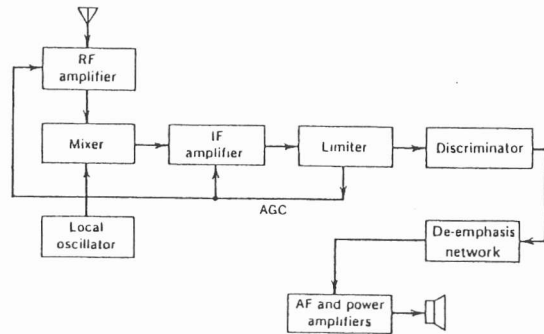 RF
amplifier
Mixer
IF
amplifier
Limiter
Discriminator
AGC
Local
oscillator
De-emphasis
network
AF and power
amplifiers